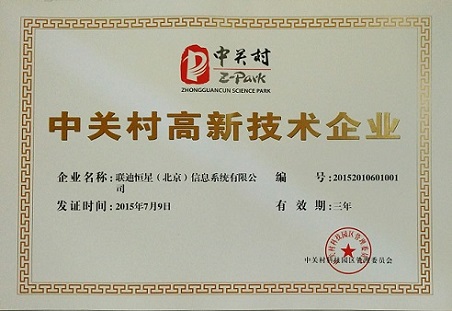 中关村
Z-Park
ZHONGGUANCUN SCIENCE PARK
中关村高新技术企业
企业名称：联迪恒星（北京）信息系统有限公司 编 号：20152010601001
发证时间：2015年7月9日 有 效 期：三年
中关村科技园区管理委员会